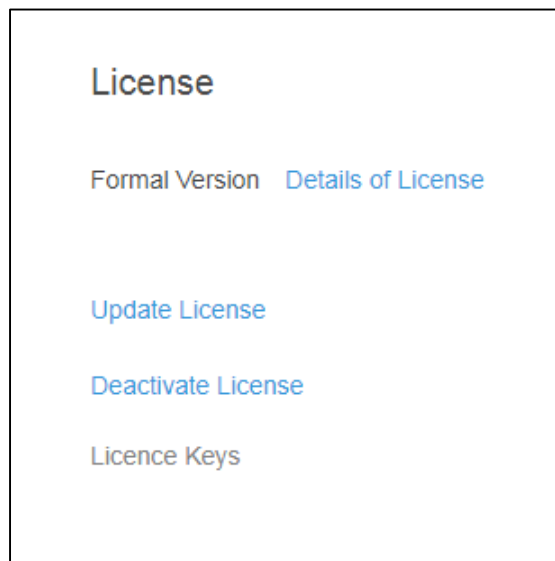 License
Formal Version Details of License
Update License
Deactivate License
Licence Keys